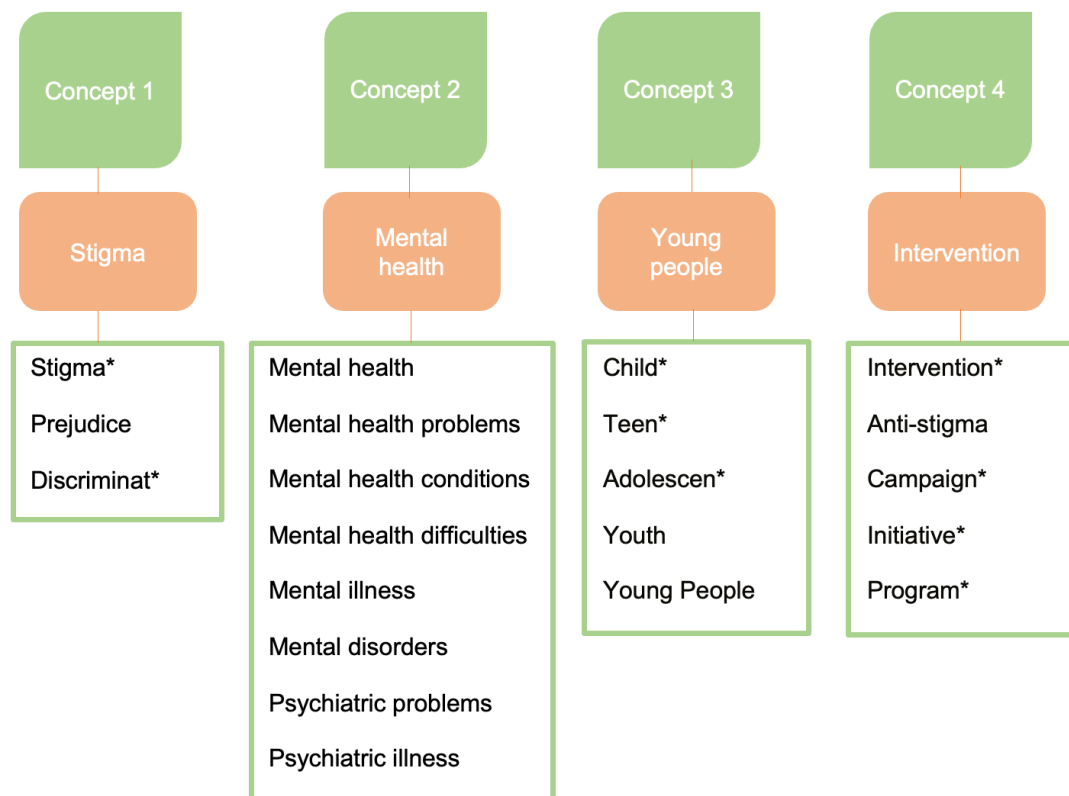 Concept 1
Concept 2
Concept 3
Concept 4
Stigma
Mental
health
Young
people
Intervention
Stigma*
Prejudice
Discriminat*
Mental health
Mental health problems
Mental health conditions
Mental health difficulties
Mental illness
Mental disorders
Psychiatric problems
Psychiatric illness
Child*
Teen*
Adolescen*
Youth
Young People
Intervention*
Anti-stigma
Campaign*
Initiative*
Program*